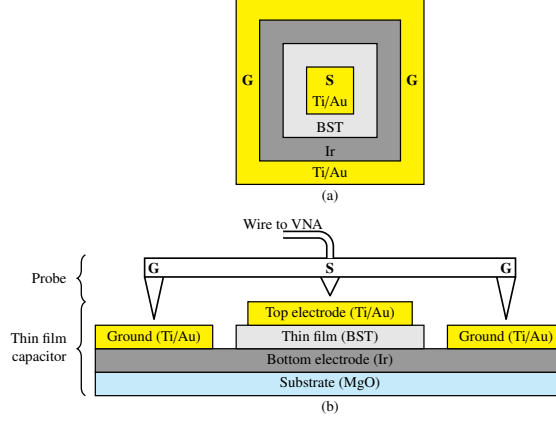 G S G
Ti/Au
BST
Ir
Ti/Au
(a)
Wire to VNA
G S G
Probe
Top electrode (Ti/Au)
Thin film
capacitor
Ground (Ti/Au) Thin film (BST) Ground (Ti/Au)
Bottom electrode (Ir)
Substrate (MgO)
(b)